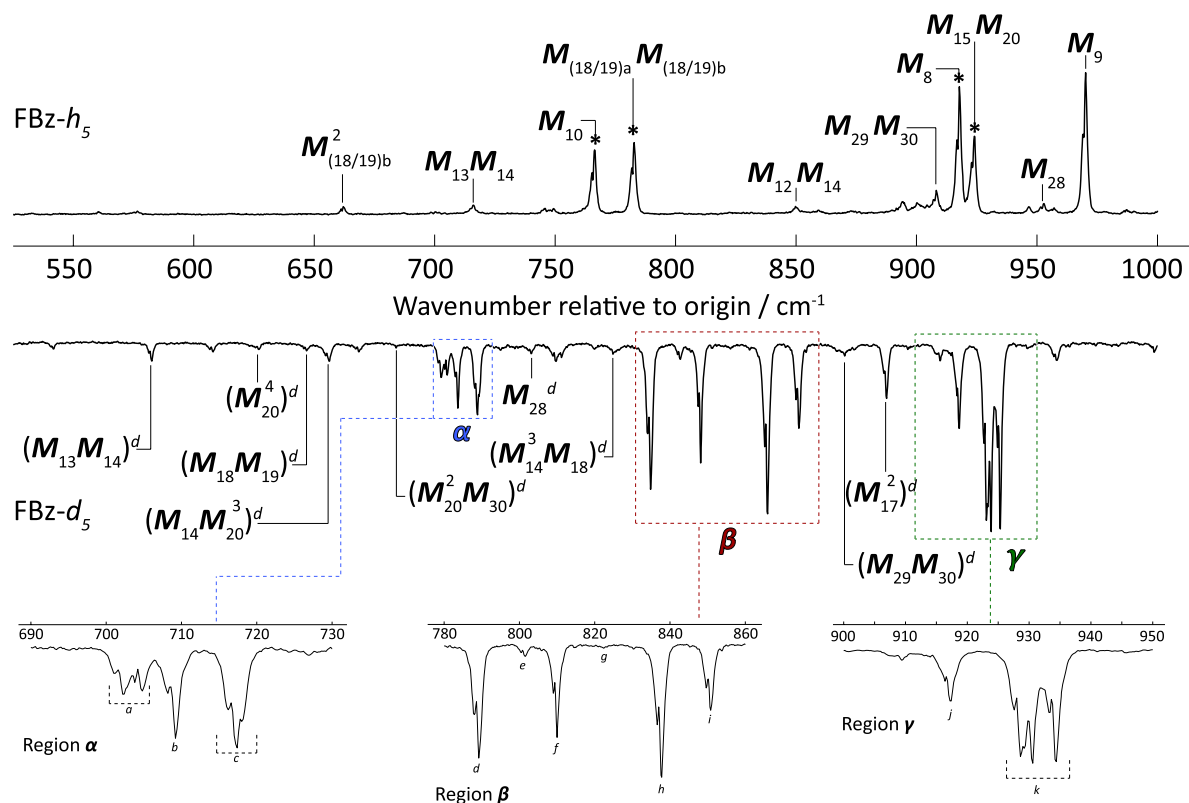 M15M20
M9
M(18/19)aM(18/19)b
M8
*
FBz-h5
M10
M29M30
*
*
*
M²(18/19)b
M13M14
M12M14
M28
550 600 650 700 750 800 850 900 950 1000
Wavenumber relative to origin / cm-1
(M⁴20)d
M28 d
α
(M13M14)d
(M18M19)d
(M³14M18)d
(M²20M30)d
(M²17)d
FBz-d5
(M14M³20)d
β
γ
(M29M30)d
690 700 710 720 730
780 800 820 840 860
900 910 920 930 940 950
a
b
c
Region α
d
e
f
g
h
i
Region β
j
k
Region γ